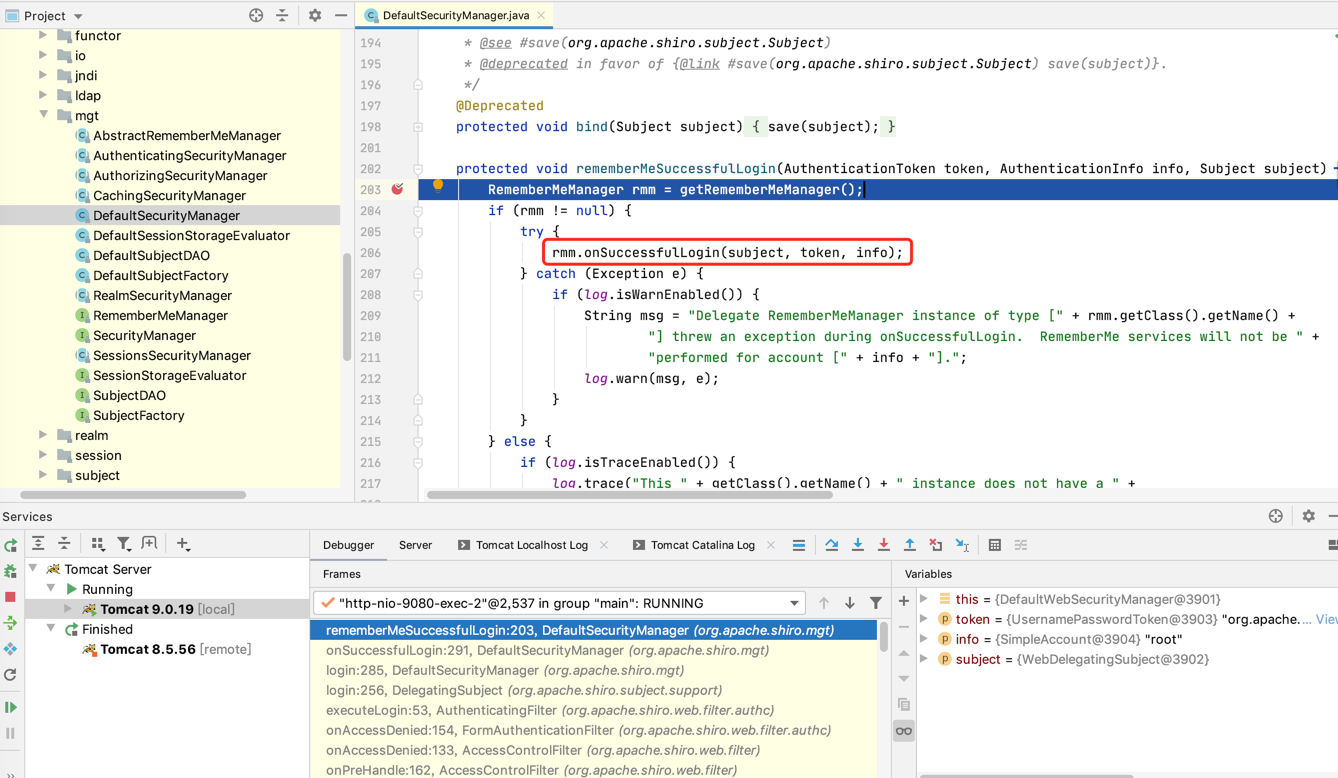 Project
DefaultSecurityManager.java
functor
io
jndi
ldap
mgt
AbstractRememberMeManager
AuthenticatingSecurityManager
AuthorizingSecurityManager
CachingSecurityManager
DefaultSecurityManager
DefaultSessionStorageEvaluator
DefaultSubjectDAO
DefaultSubjectFactory
RealmSecurityManager
RememberMeManager
SecurityManager
SessionsSecurityManager
SessionStorageEvaluator
SubjectDAO
SubjectFactory
realm
session
subject
194 * @see #save(org.apache.shiro.subject.Subject)
195 * @deprecated in favor of {@link #save(org.apache.shiro.subject.Subject) save(subject)}.
196 */
197 @Deprecated
198 protected void bind(Subject subject) { save(subject); }
201
202 protected void rememberMeSuccessfulLogin(AuthenticationToken token, AuthenticationInfo info, Subject subject)
203 RememberMeManager rmm = getRememberMeManager();
204 if (rmm != null) {
205 try {
206 rmm.onSuccessfulLogin(subject, token, info);
207 } catch (Exception e) {
208 if (log.isWarnEnabled()) {
209 String msg = "Delegate RememberMeManager instance of type [" + rmm.getClass().getName() +
210 "] threw an exception during onSuccessfulLogin.  RememberMe services will not be " +
211 "performed for account [" + info + "].";
212 log.warn(msg, e);
213 }
214 }
215 } else {
216 if (log.isTraceEnabled()) {
217 log.trace("This " + getClass().getName() + " instance does not have a " +
Services
Debugger Server Tomcat Localhost Log Tomcat Catalina Log
Tomcat Server
Running
Tomcat 9.0.19 [local]
Finished
Tomcat 8.5.56 [remote]
Frames
"http-nio-9080-exec-2"@2,537 in group "main": RUNNING
rememberMeSuccessfulLogin:203, DefaultSecurityManager (org.apache.shiro.mgt)
onSuccessfulLogin:291, DefaultSecurityManager (org.apache.shiro.mgt)
login:285, DefaultSecurityManager (org.apache.shiro.mgt)
login:256, DelegatingSubject (org.apache.shiro.subject.support)
executeLogin:53, AuthenticatingFilter (org.apache.shiro.web.filter.authc)
onAccessDenied:154, FormAuthenticationFilter (org.apache.shiro.web.filter.authc)
onAccessDenied:133, AccessControlFilter (org.apache.shiro.web.filter)
onPreHandle:162, AccessControlFilter (org.apache.shiro.web.filter)
Variables
this = {DefaultWebSecurityManager@3901}
token = {UsernamePasswordToken@3903} "org.apache.... View
info = {SimpleAccount@3904} "root"
subject = {WebDelegatingSubject@3902}